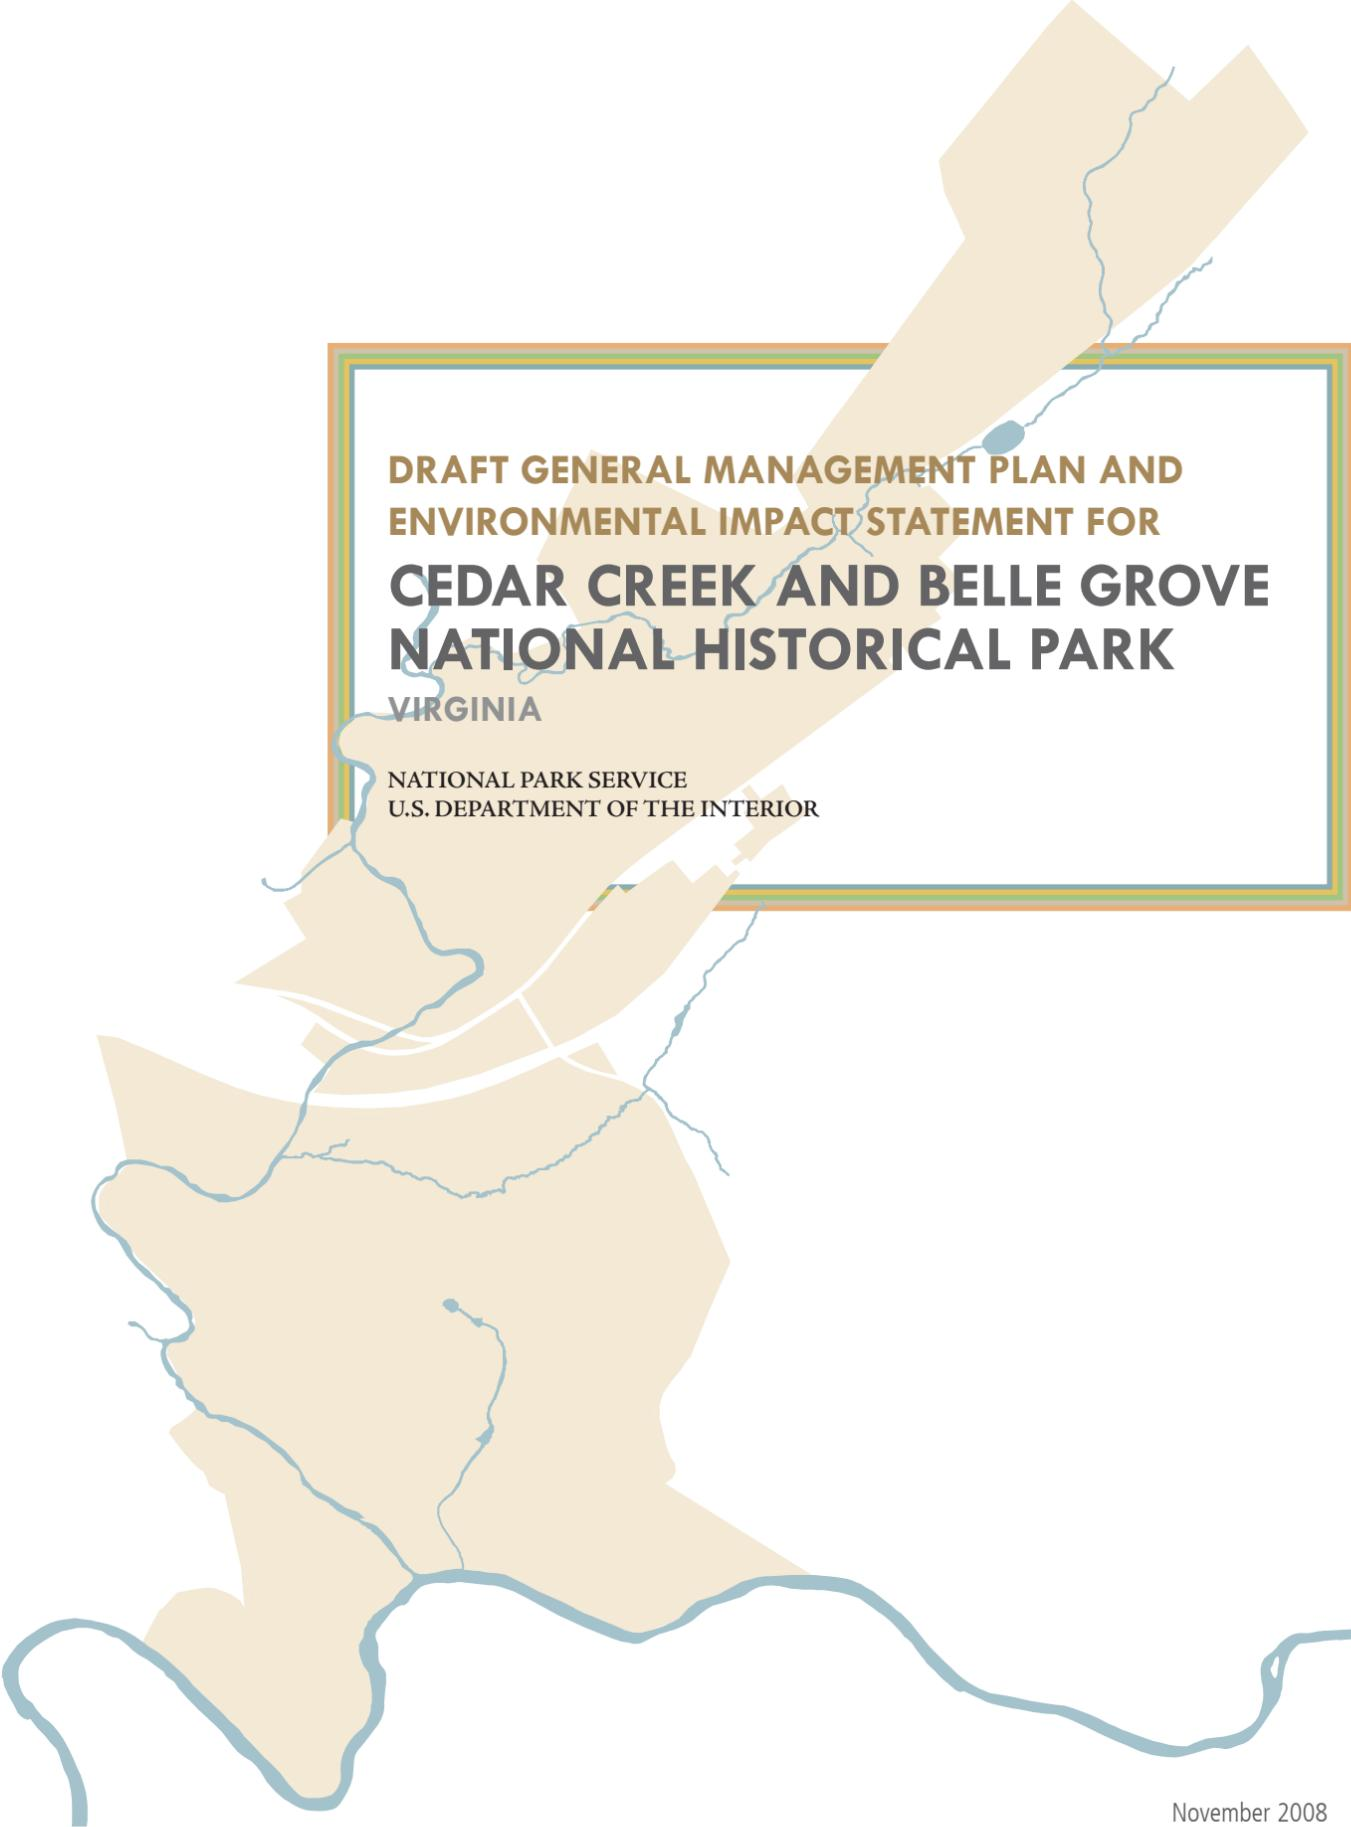 DRAFT GENERAL MANAGEMENT PLAN AND
ENVIRONMENTAL IMPACT STATEMENT FOR
CEDAR CREEK AND BELLE GROVE
NATIONAL HISTORICAL PARK
VIRGINIA
NATIONAL PARK SERVICE
U.S. DEPARTMENT OF THE INTERIOR
November 2008